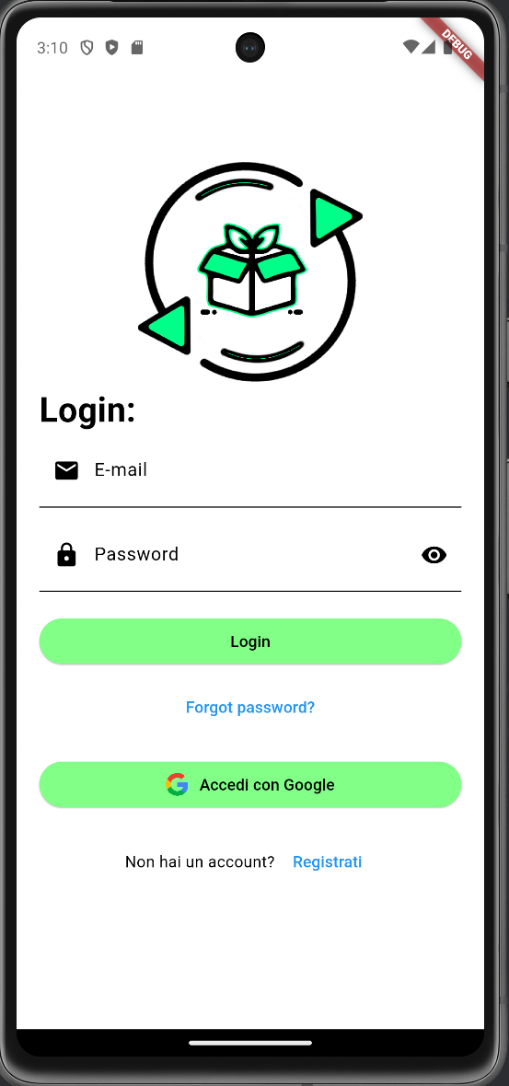 3:10
DEBUG
Login:
E-mail
Password
Login
Forgot password?
Accedi con Google
Non hai un account? Registrati